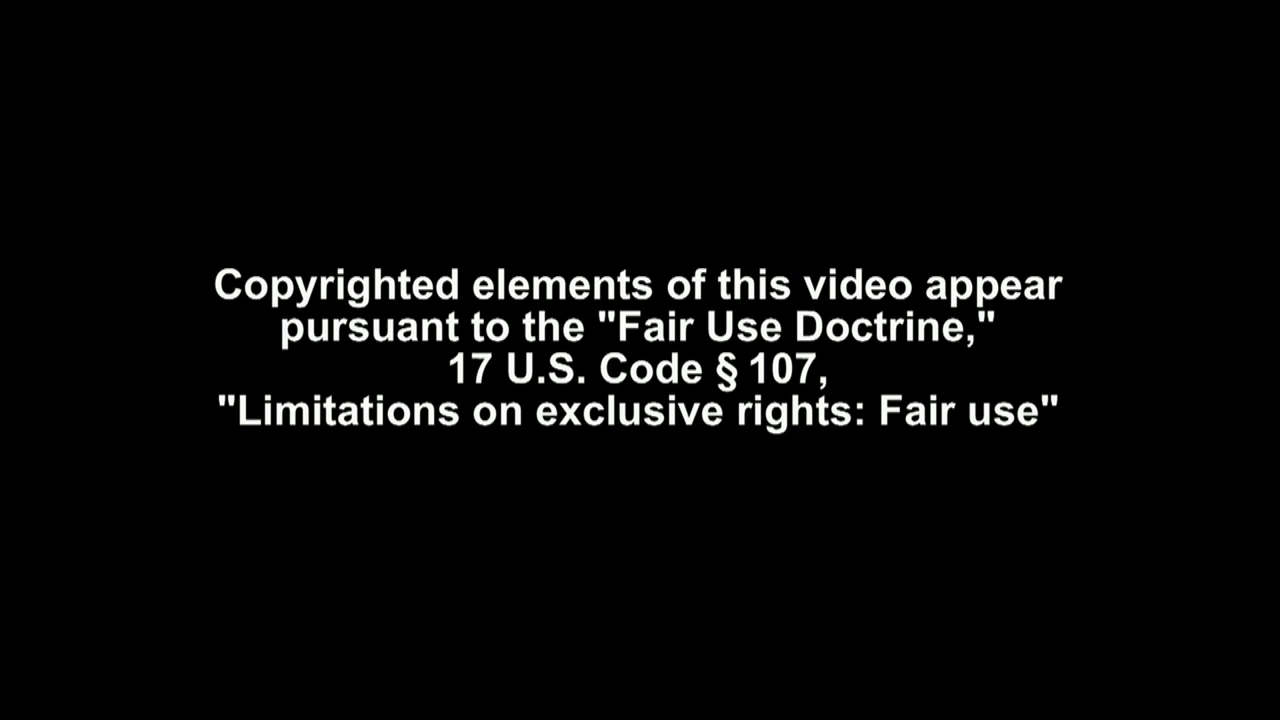 Copyrighted elements of this video appear
pursuant to the "Fair Use Doctrine,"
17 U.S. Code § 107,
"Limitations on exclusive rights: Fair use"